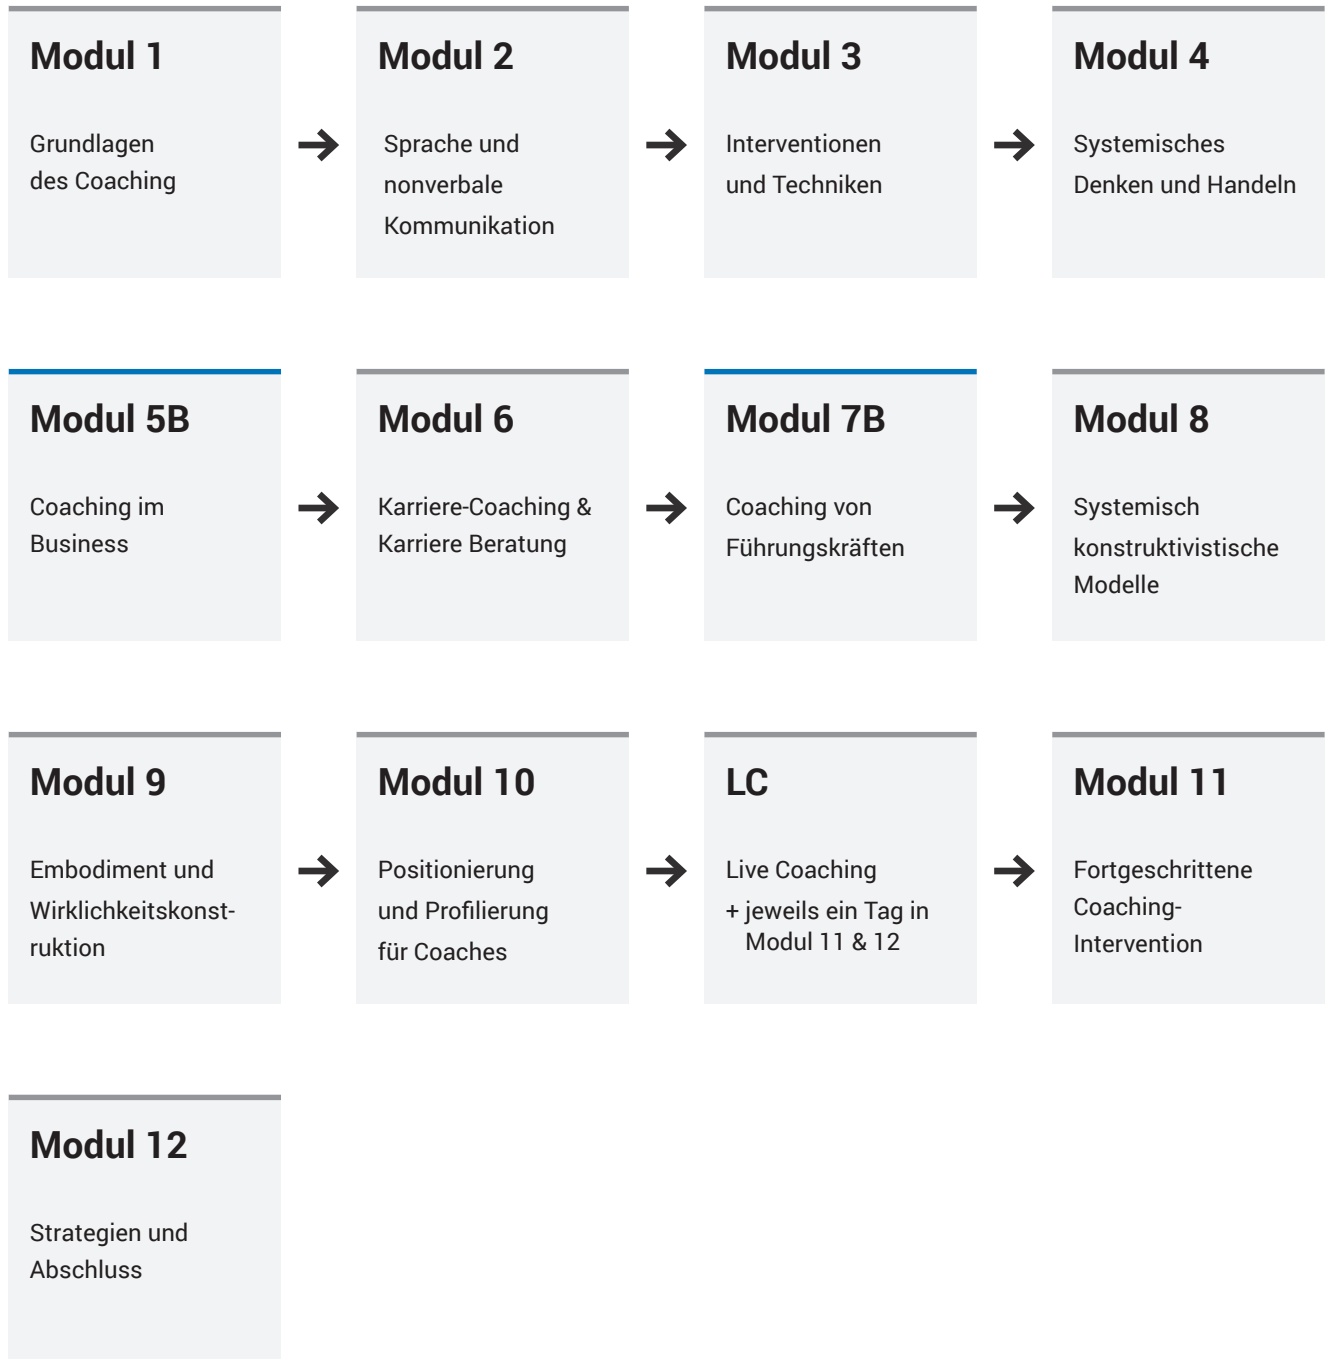 Modul 1
Grundlagen
des Coaching
Modul 2
Sprache und
nonverbale
Kommunikation
Modul 3
Interventionen
und Techniken
Modul 4
Systemisches
Denken und Handeln
Modul 5B
Coaching im
Business
Modul 6
Karriere-Coaching &
Karriere Beratung
Modul 7B
Coaching von
Führungskräften
Modul 8
Systemisch
konstruktivistische
Modelle
Modul 9
Embodiment und
Wirklichkeitskonst-
ruktion
Modul 10
Positionierung
und Profilierung
für Coaches
LC
Live Coaching
+ jeweils ein Tag in
Modul 11 & 12
Modul 11
Fortgeschrittene
Coaching-
Intervention
Modul 12
Strategien und
Abschluss